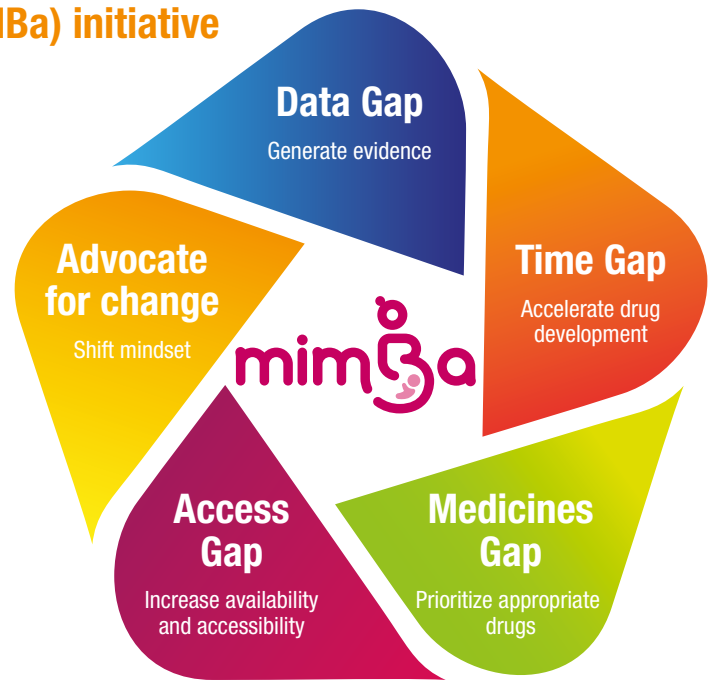 Ba) initiative
Data Gap
Generate evidence
Time Gap
Accelerate drug
development
Medicines
Gap
Prioritize appropriate
drugs
Access
Gap
Increase availability
and accessibility
Advocate
for change
Shift mindset
mimBa